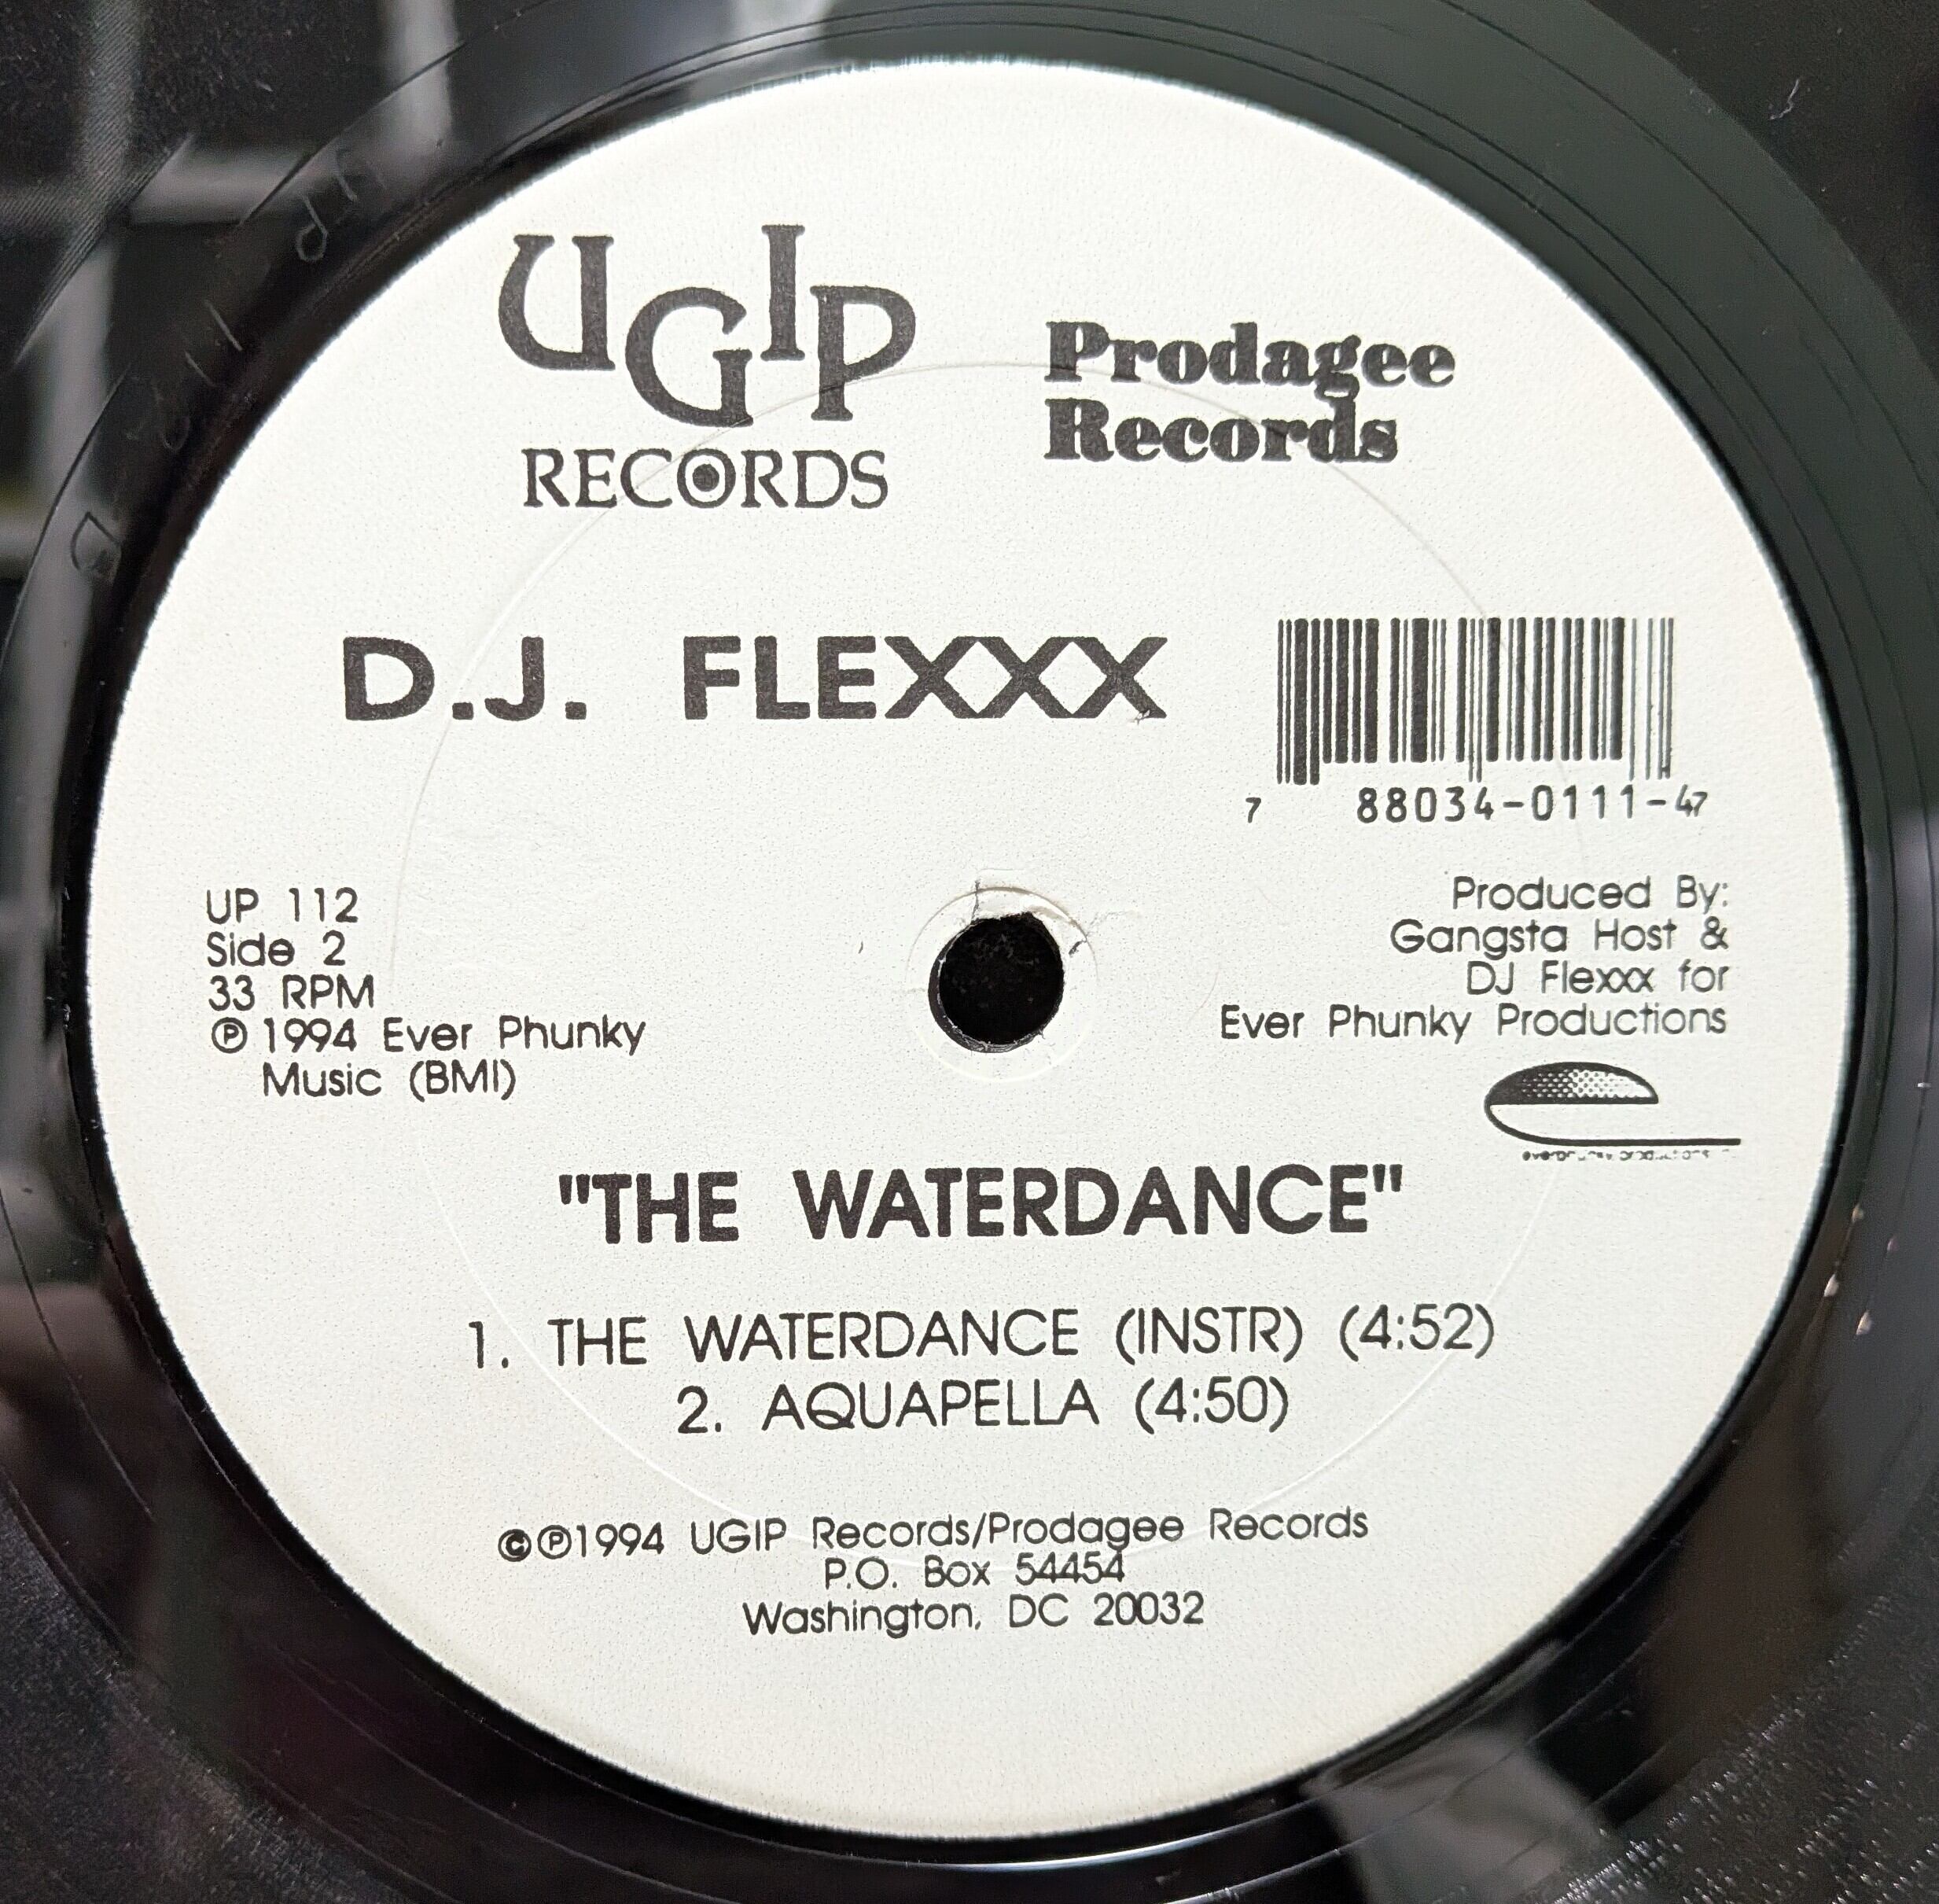 UGIP
RECORDS
Prodagee
Records
D.J. FLEXXX
7 88034-0111-47
UP 112
Side 2
33 RPM
℗ 1994 Ever Phunky
Music (BMI)
Produced By:
Gangsta Host &
DJ Flexxx for
Ever Phunky Productions
"THE WATERDANCE"
1. THE WATERDANCE (INSTR) (4:52)
2. AQUAPELLA (4:50)
©℗1994 UGIP Records/Prodagee Records
P.O. Box 54454
Washington, DC 20032